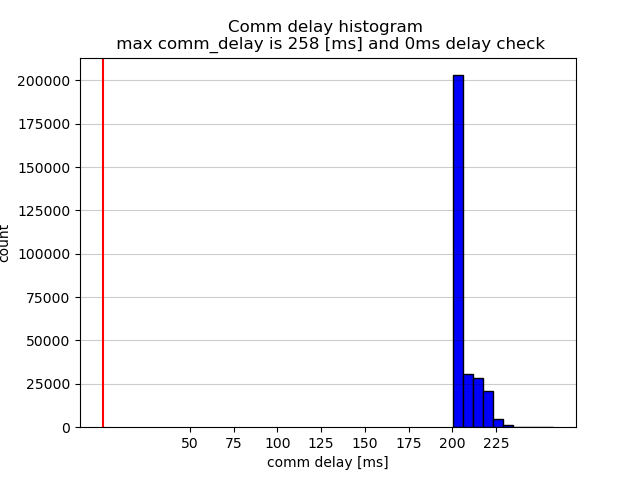 Comm delay histogram
max comm_delay is 258 [ms] and 0ms delay check
200000
175000
150000
125000
100000
75000
50000
25000
0
count
50 75 100 125 150 175 200 225
comm delay [ms]